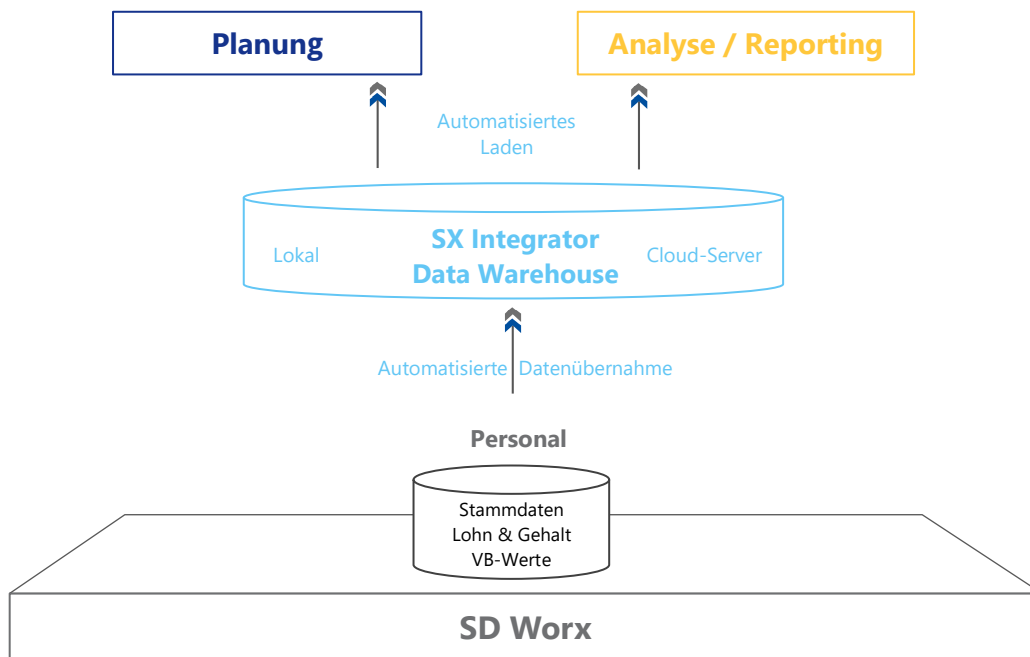 Planung
Analyse / Reporting
Automatisiertes
Laden
SX Integrator
Data Warehouse
Lokal
Cloud-Server
Automatisierte Datenübernahme
Personal
Stammdaten
Lohn & Gehalt
VB-Werte
SD Worx